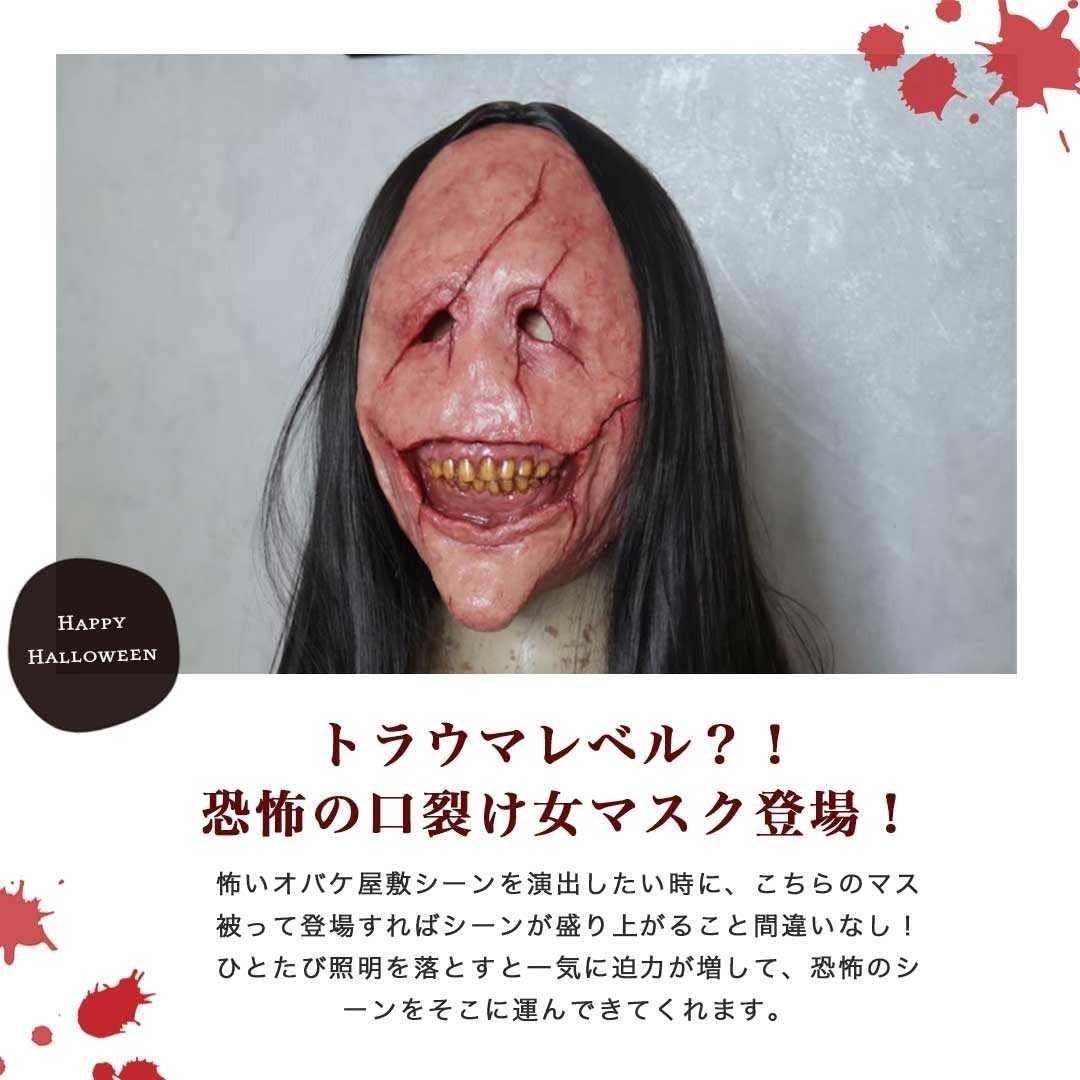 HAPPY
HALLOWEEN
トラウマレベル？！
恐怖の口裂け女マスク登場！
怖いオバケ屋敷シーンを演出したい時に、こちらのマス
被って登場すればシーンが盛り上がること間違いなし！
ひとたび照明を落とすと一気に迫力が増して、恐怖のシ
ーンをそこに運んできてくれます。